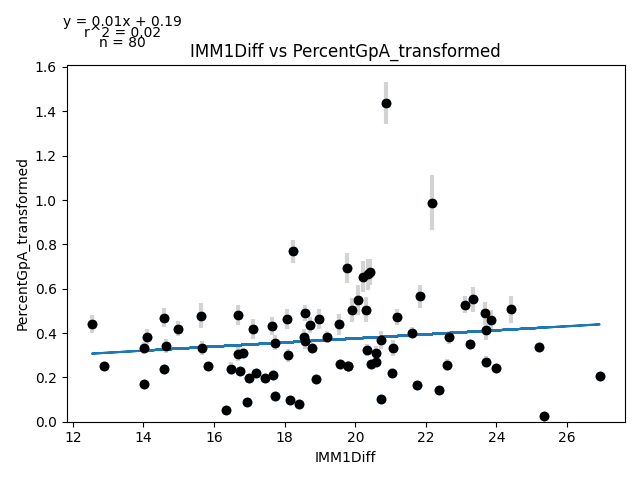 y = 0.01x + 0.19
r^2 = 0.02
n = 80
IMM1Diff vs PercentGpA_transformed
1.6
1.4
1.2
1.0
0.8
0.6
0.4
0.2
0.0
PercentGpA_transformed
12 14 16 18 20 22 24 26
IMM1Diff